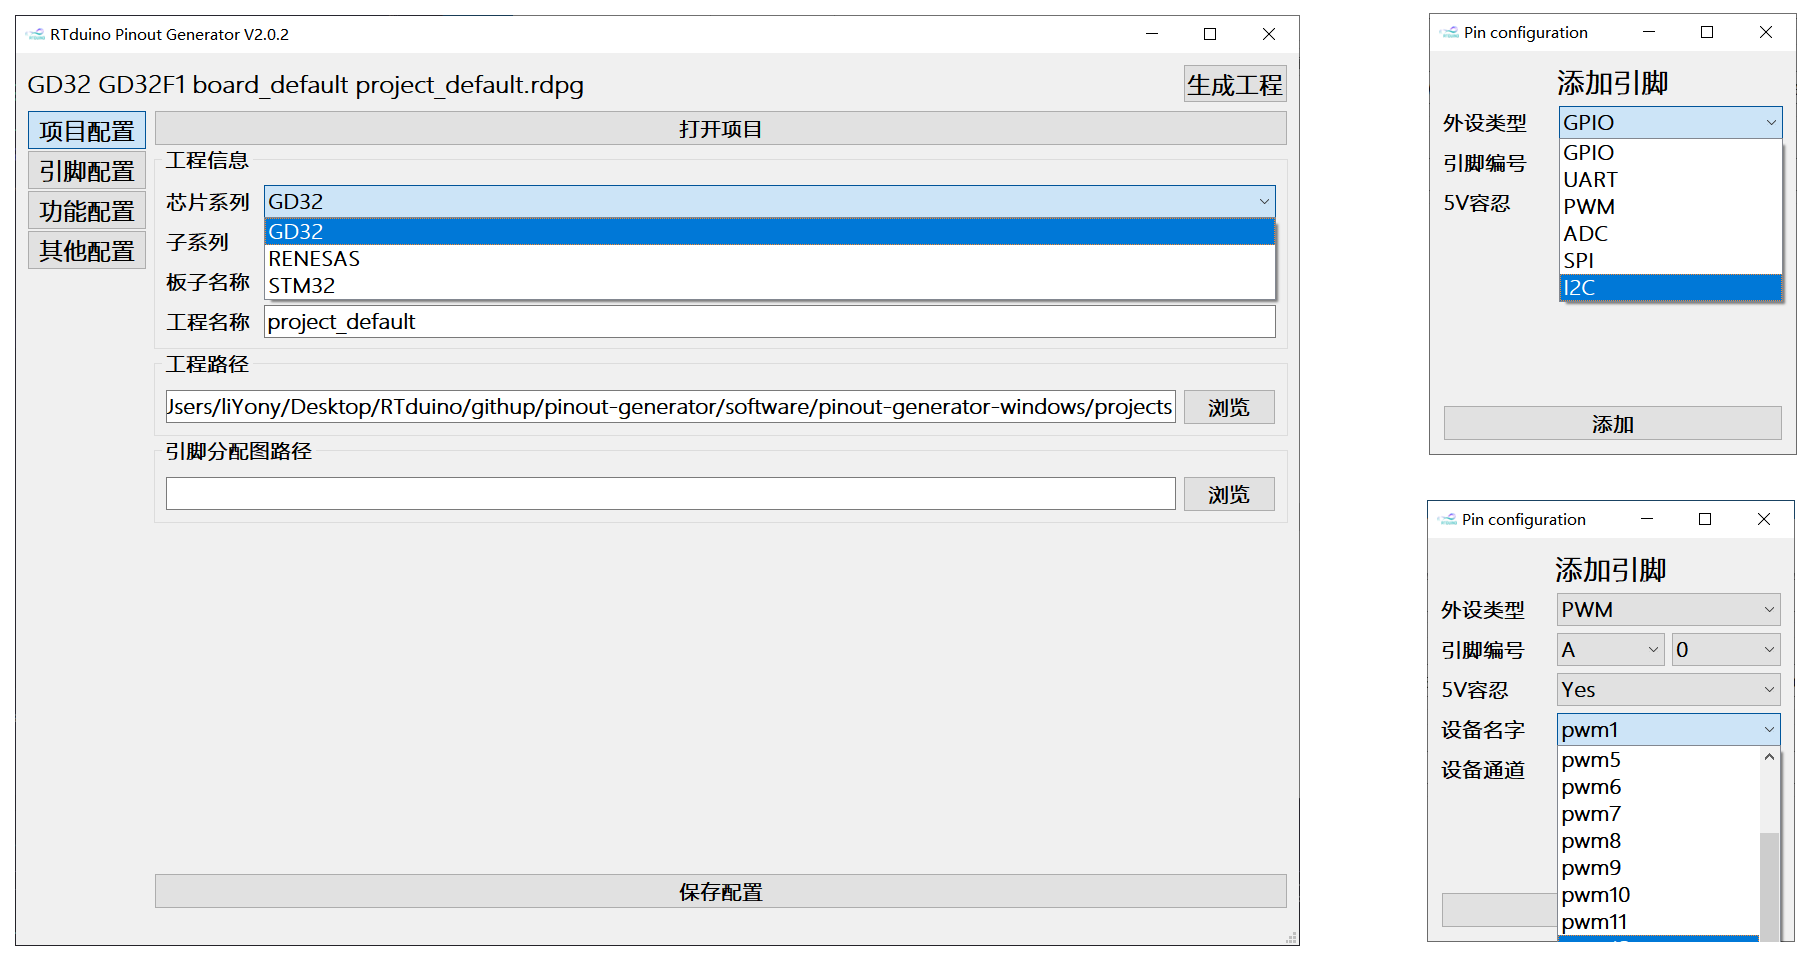 RTduino Pinout Generator V2.0.2
GD32 GD32F1 board_default project_default.rdpg
生成工程
项目配置
引脚配置
功能配置
其他配置
打开项目
工程信息
芯片系列
GD32
GD32
RENESAS
STM32
子系列
板子名称
工程名称
project_default
工程路径
Jsers/liYony/Desktop/RTduino/githup/pinout-generator/software/pinout-generator-windows/projects
浏览
引脚分配图路径
浏览
保存配置
Pin configuration
添加引脚
外设类型
GPIO
引脚编号
5V容忍
GPIO
UART
PWM
ADC
SPI
I2C
添加
Pin configuration
添加引脚
外设类型
PWM
引脚编号
A
0
5V容忍
Yes
设备名字
pwm1
设备通道
pwm5
pwm6
pwm7
pwm8
pwm9
pwm10
pwm11